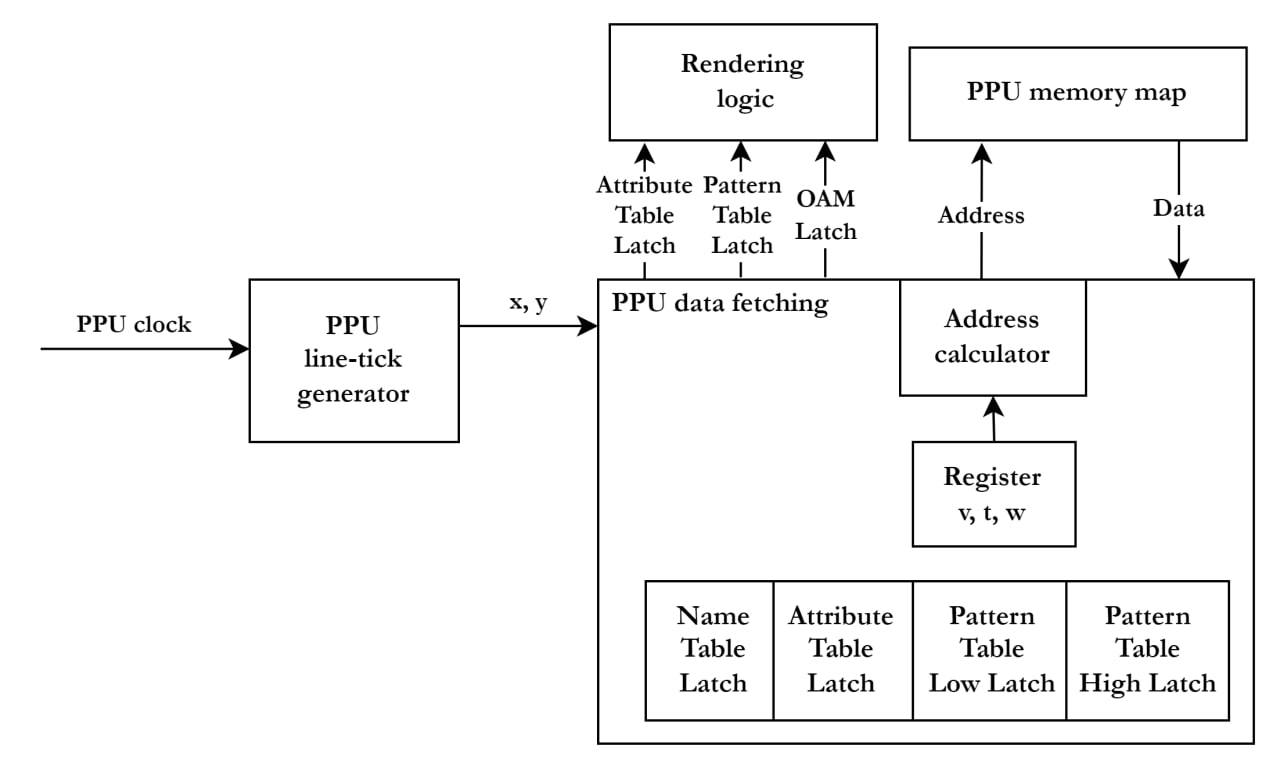 Rendering
logic
PPU memory map
Attribute
Table
Latch
Pattern
Table
Latch
OAM
Latch
Address
Data
PPU clock
PPU
line-tick
generator
x, y
PPU data fetching
Address
calculator
Register
v, t, w
Name
Table
Latch
Attribute
Table
Latch
Pattern
Table
Low Latch
Pattern
Table
High Latch